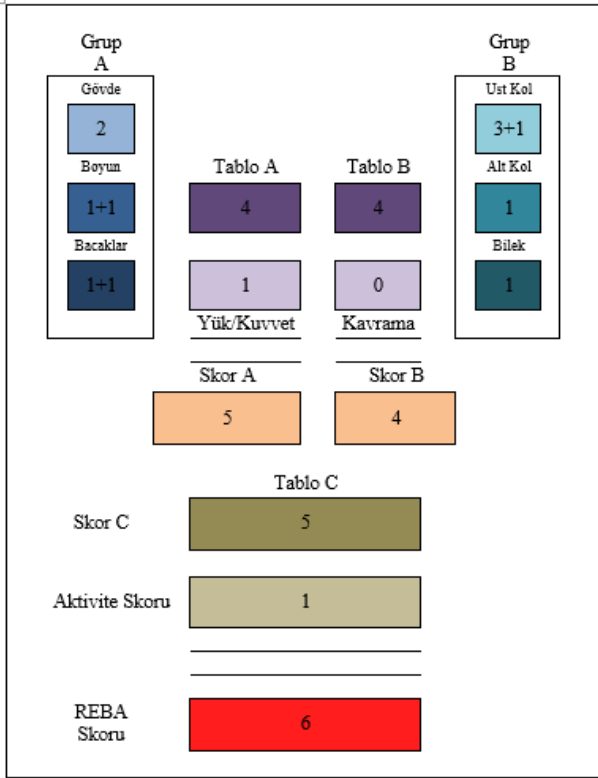 Grup
A
Gövde
2
Boyun
1+1
Bacaklar
1+1
Grup
B
Ust Kol
3+1
Alt Kol
1
Bilek
1
Tablo A
4
1
Yük/Kuvvet
Tablo B
4
0
Kavrama
Skor A
5
Skor B
4
Tablo C
Skor C
5
Aktivite Skoru
1
REBA
Skoru
6